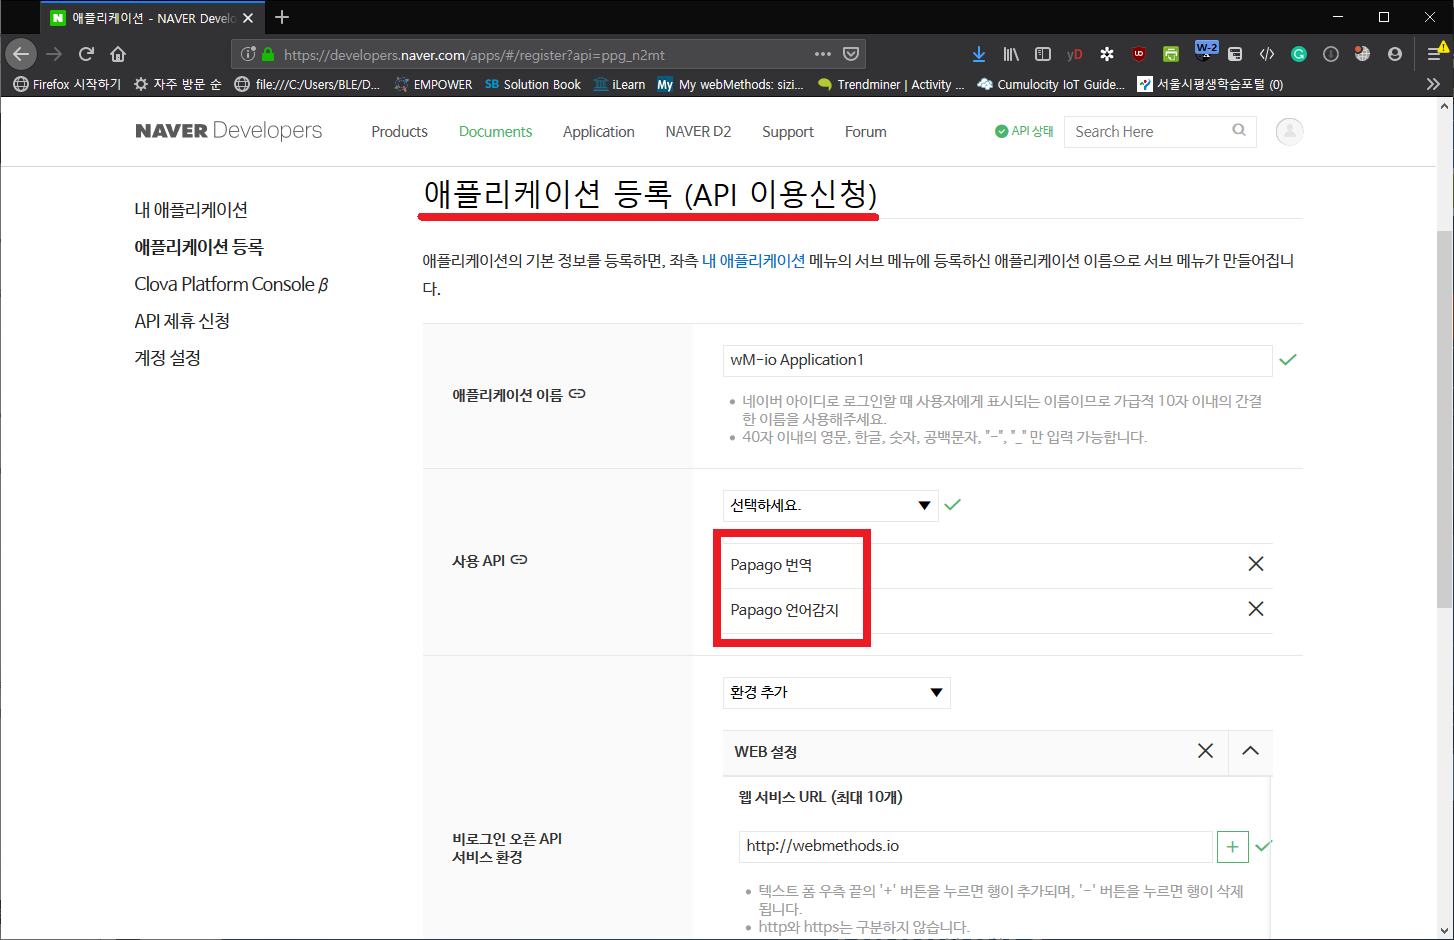 애플리케이션 - NAVER Develo
https://developers.naver.com/apps/#/register?api=ppg_n2mt
yD
W-2
Firefox 시작하기 자주 방문 순 file:///C:/Users/BLE/D... EMPOWER SB Solution Book iLearn My My webMethods: sizi... Trendminer | Activity ... Cumulocity IoT Guide... 서울시평생학습포털 (0)
NAVER Developers Products Documents Application NAVER D2 Support Forum API 상태 Search Here
애플리케이션 등록 (API 이용신청)
내 애플리케이션
애플리케이션 등록
Clova Platform Console β
API 제휴 신청
계정 설정
애플리케이션의 기본 정보를 등록하면, 좌측 내 애플리케이션 메뉴의 서브 메뉴에 등록하신 애플리케이션 이름으로 서브 메뉴가 만들어집니
다.
애플리케이션 이름
wM-io Application1
• 네이버 아이디로 로그인할 때 사용자에게 표시되는 이름이므로 가급적 10자 이내의 간결
한 이름을 사용해주세요.
• 40자 이내의 영문, 한글, 숫자, 공백문자, "-", "_" 만 입력 가능합니다.
사용 API
선택하세요.
Papago 번역
Papago 언어감지
비로그인 오픈 API
서비스 환경
환경 추가
WEB 설정
웹 서비스 URL (최대 10개)
http://webmethods.io
• 텍스트 폼 우측 끝의 '+' 버튼을 누르면 행이 추가되며, '-' 버튼을 누르면 행이 삭제
됩니다.
• http와 https는 구분하지 않습니다.